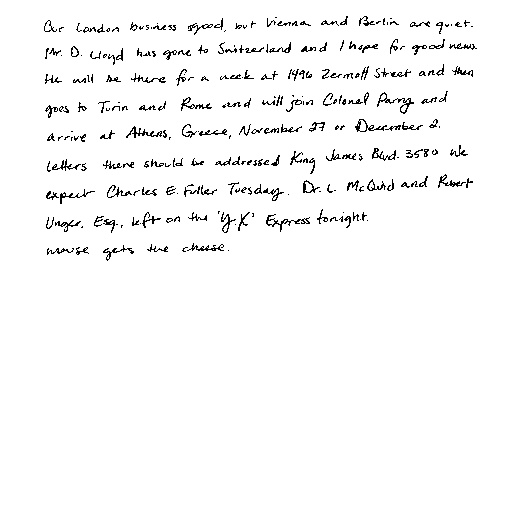 Our London business is good, but Vienna and Berlin are quiet.
Mr. D. Lloyd has gone to Switzerland and I hope for good news.
He will be there for a week at 1496 Zermott Street and then
goes to Turin and Rome and will join Colonel Parry and
arrive at Athens, Greece, November 27 or December 2.
Letters there should be addressed King James Blvd. 3580 We
expect Charles E. Fuller Tuesday. Dr. L. McQuid and Robert
Unger, Esq., left on the 'Y.X' Express tonight.
mouse gets the cheese.